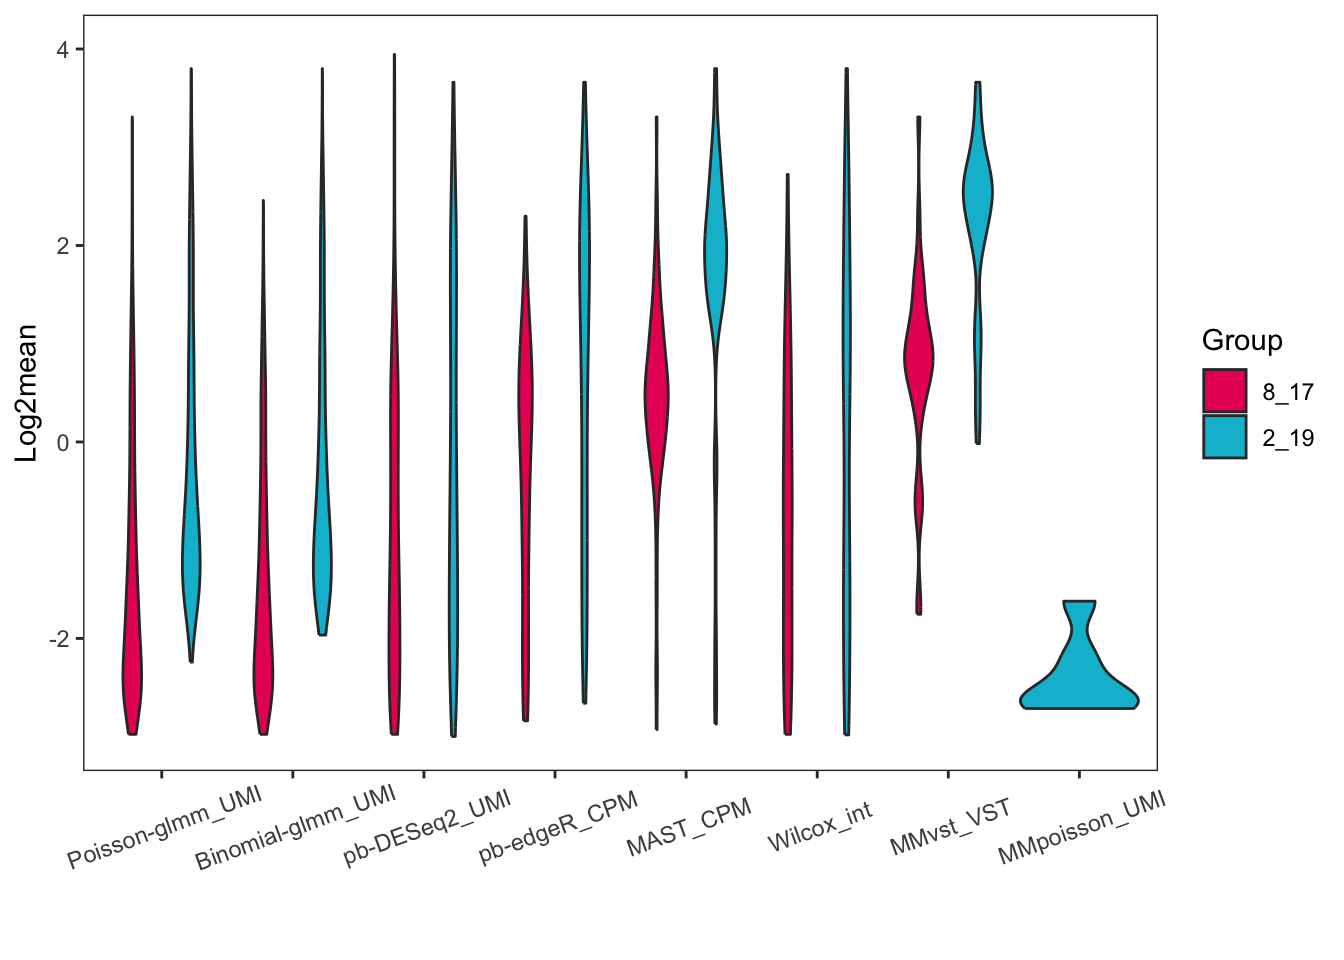 4
2
0
-2
Log2mean
Poisson-glmm_UMI
Binomial-glmm_UMI
pb-DESeq2_UMI
pb-edgeR_CPM
MAST_CPM
Wilcox_int
MMvst_VST
MMpoisson_UMI
Group
8_17
2_19